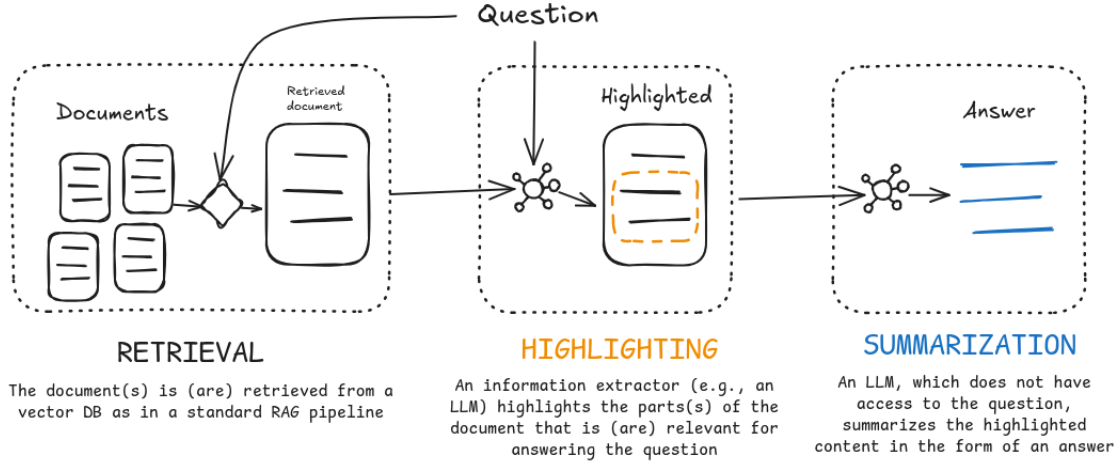 Question
Documents
Retrieved
document
Highlighted
Answer
RETRIEVAL
The document(s) is (are) retrieved from a
vector DB as in a standard RAG pipeline
HIGHLIGHTING
An information extractor (e.g., an
LLM) highlights the parts(s) of the
document that is (are) relevant for
answering the question
SUMMARIZATION
An LLM, which does not have
access to the question,
summarizes the highlighted
content in the form of an answer